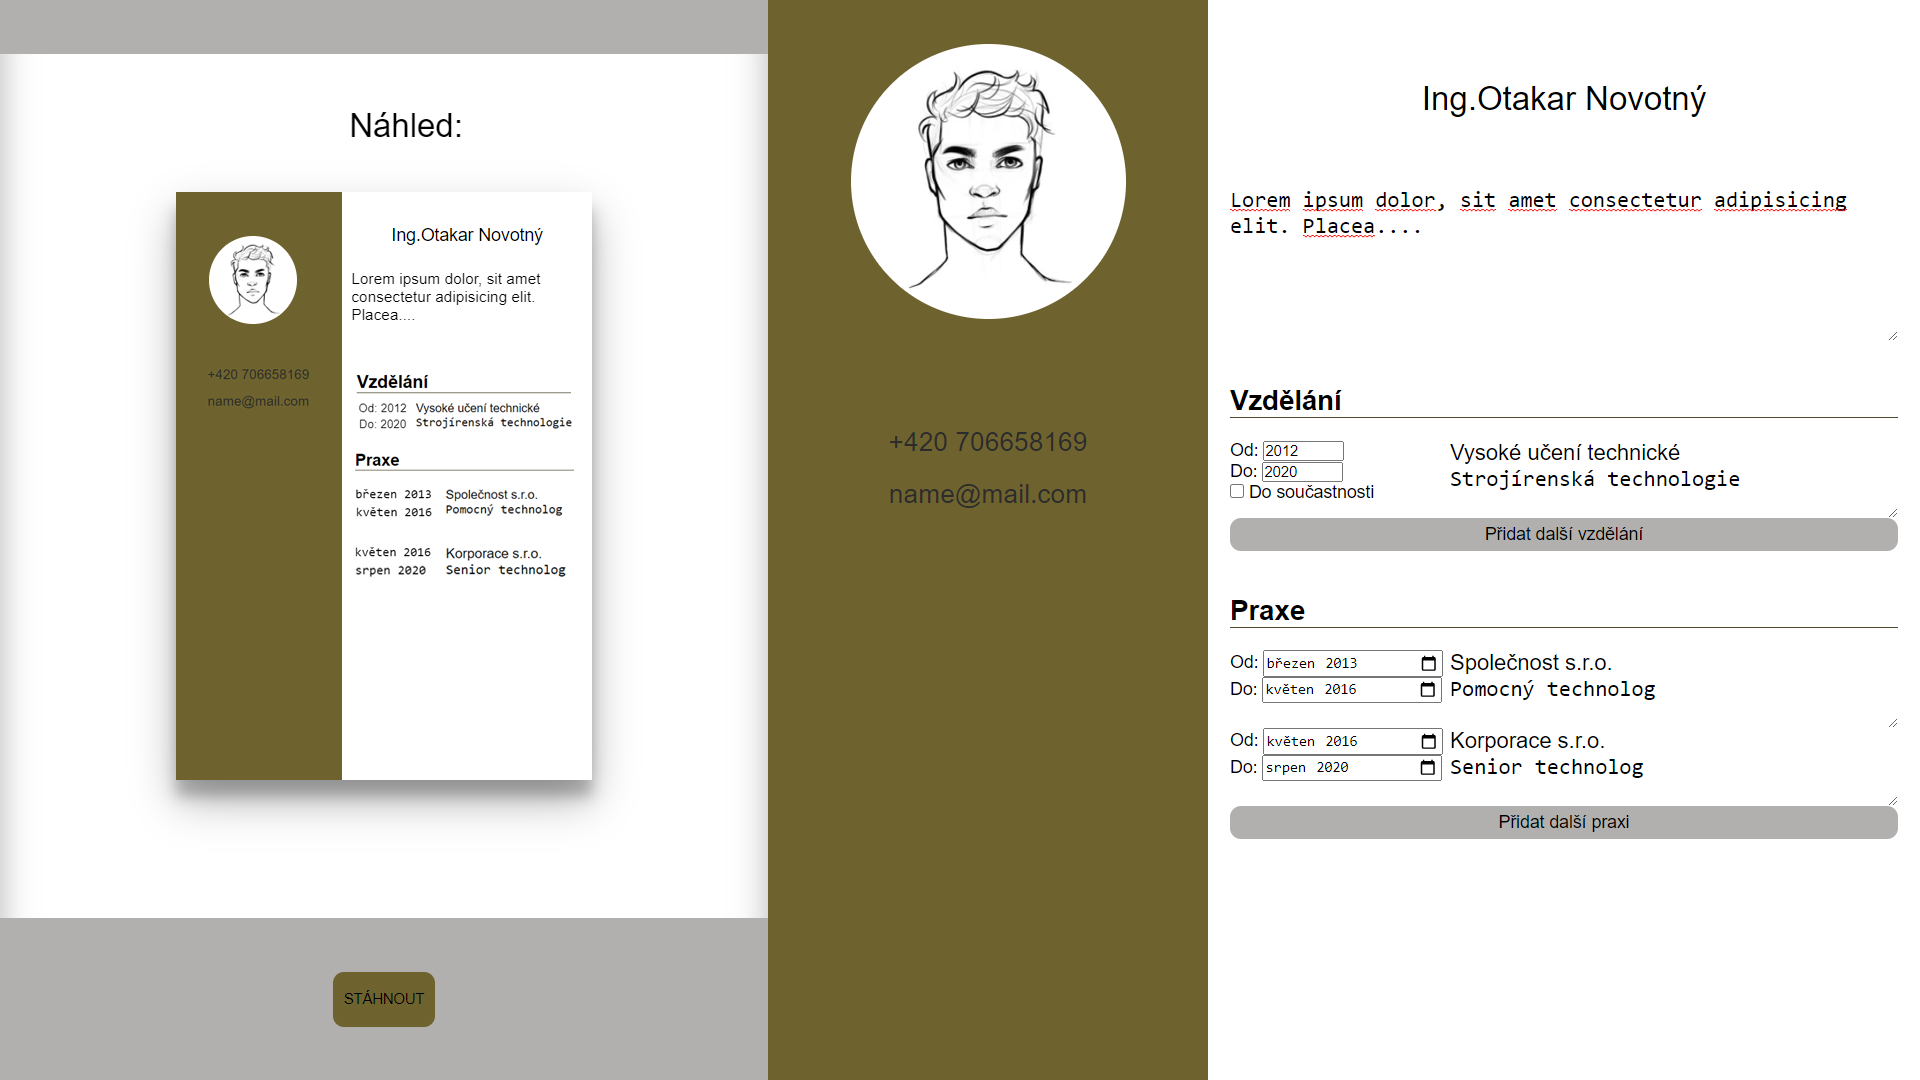 Náhled:
Ing.Otakar Novotný
Lorem ipsum dolor, sit amet
consectetur adipisicing elit.
Placea....
+420 706658169
name@mail.com
Vzdělání
Od: 2012 Vysoké učení technické
Do: 2020 Strojírenská technologie
Praxe
březen 2013 Společnost s.r.o.
květen 2016 Pomocný technolog
květen 2016 Korporace s.r.o.
srpen 2020 Senior technolog
STÁHNOUT
+420 706658169
name@mail.com
Ing.Otakar Novotný
Lorem ipsum dolor, sit amet consectetur adipisicing
elit. Placea....
Vzdělání
Od: 2012 Vysoké učení technické
Do: 2020 Strojírenská technologie
Do součastnosti
Přidat další vzdělání
Praxe
Od: březen 2013 Společnost s.r.o.
Do: květen 2016 Pomocný technolog
Od: květen 2016 Korporace s.r.o.
Do: srpen 2020 Senior technolog
Přidat další praxi